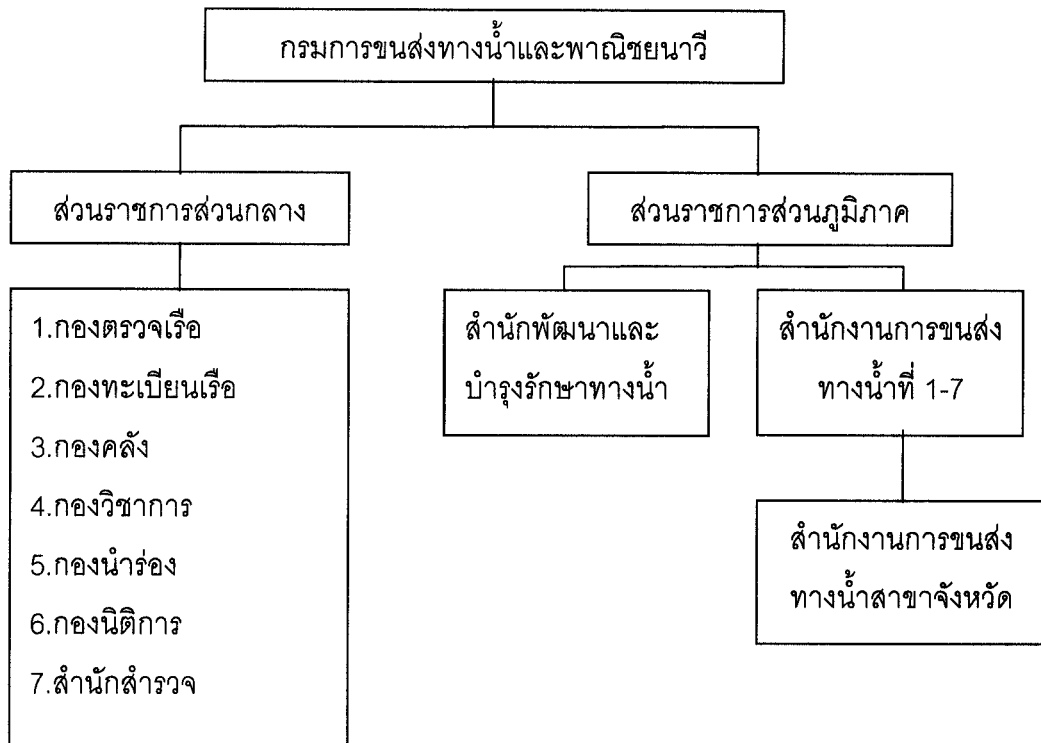 กรมการขนส่งทางน้ำและพาณิชยนาวี
ส่วนราชการส่วนกลาง
ส่วนราชการส่วนภูมิภาค
1.กองตรวจเรือ
2.กองทะเบียนเรือ
3.กองคลัง
4.กองวิชาการ
5.กองนำร่อง
6.กองนิติการ
7.สำนักสำรวจ
สำนักพัฒนาและ
บำรุงรักษาทางน้ำ
สำนักงานการขนส่ง
ทางน้ำที่ 1-7
สำนักงานการขนส่ง
ทางน้ำสาขาจังหวัด